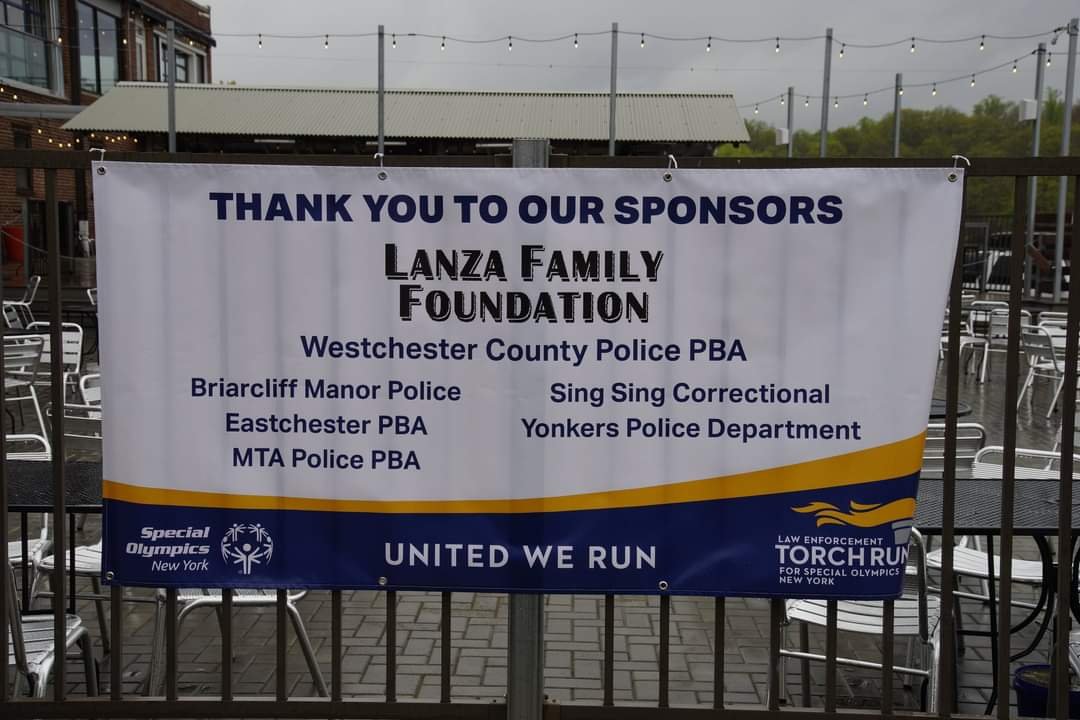 THANK YOU TO OUR SPONSORS
LANZA FAMILY
FOUNDATION
Westchester County Police PBA
Briarcliff Manor Police
Eastchester PBA
MTA Police PBA
Sing Sing Correctional
Yonkers Police Department
Special
Olympics
New York
UNITED WE RUN
LAW ENFORCEMENT
TORCH RUN
FOR SPECIAL OLYMPICS
NEW YORK